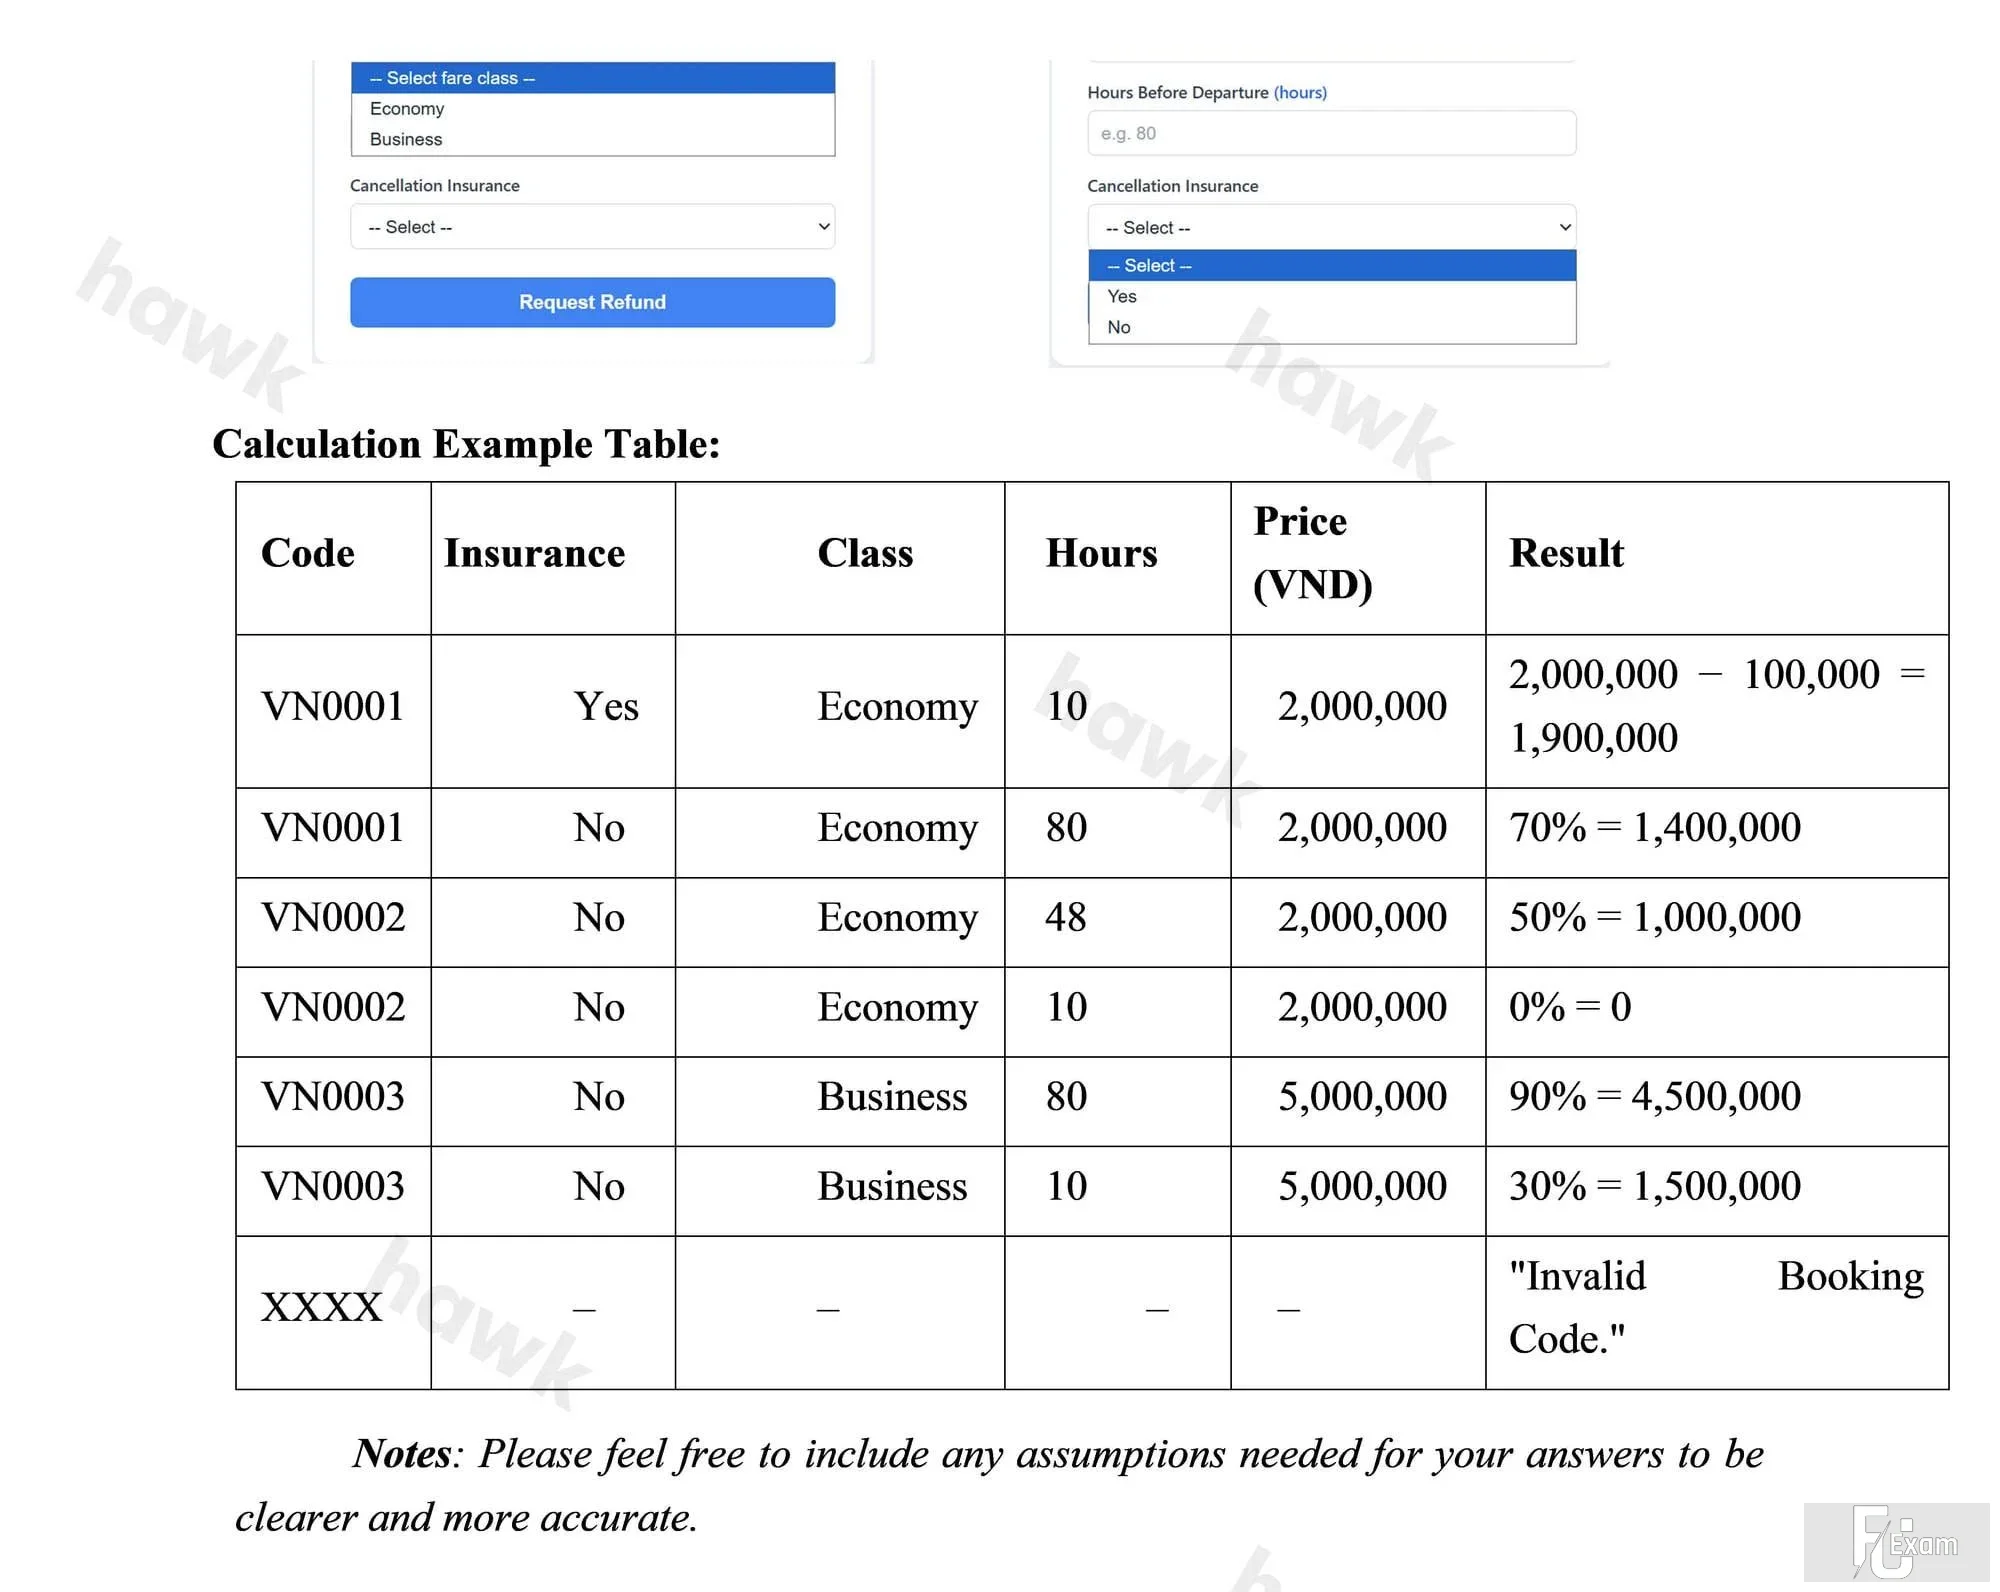 -- Select fare class --
Economy
Business
Cancellation Insurance
-- Select --
Request Refund
Hours Before Departure (hours)
e.g. 80
Cancellation Insurance
-- Select --
-- Select --
Yes
No
hawk
hawk
Calculation Example Table:
Code Insurance Class Hours Price (VND) Result
VN0001 Yes Economy 10 2,000,000 2,000,000 – 100,000 =
1,900,000
VN0001 No Economy 80 2,000,000 70% = 1,400,000
VN0002 No Economy 48 2,000,000 50% = 1,000,000
VN0002 No Economy 10 2,000,000 0% = 0
VN0003 No Business 80 5,000,000 90% = 4,500,000
VN0003 No Business 10 5,000,000 30% = 1,500,000
XXXX – – – – "Invalid Booking
Code."
hawk
hawk
Notes: Please feel free to include any assumptions needed for your answers to be
clearer and more accurate.
Exam